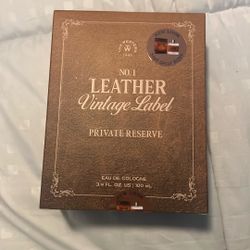 W
NO. 1
LEATHER
Vintage Label
PRIVATE RESERVE
EAU DE COLOGNE
3.4 FL. OZ. US | 100 mL